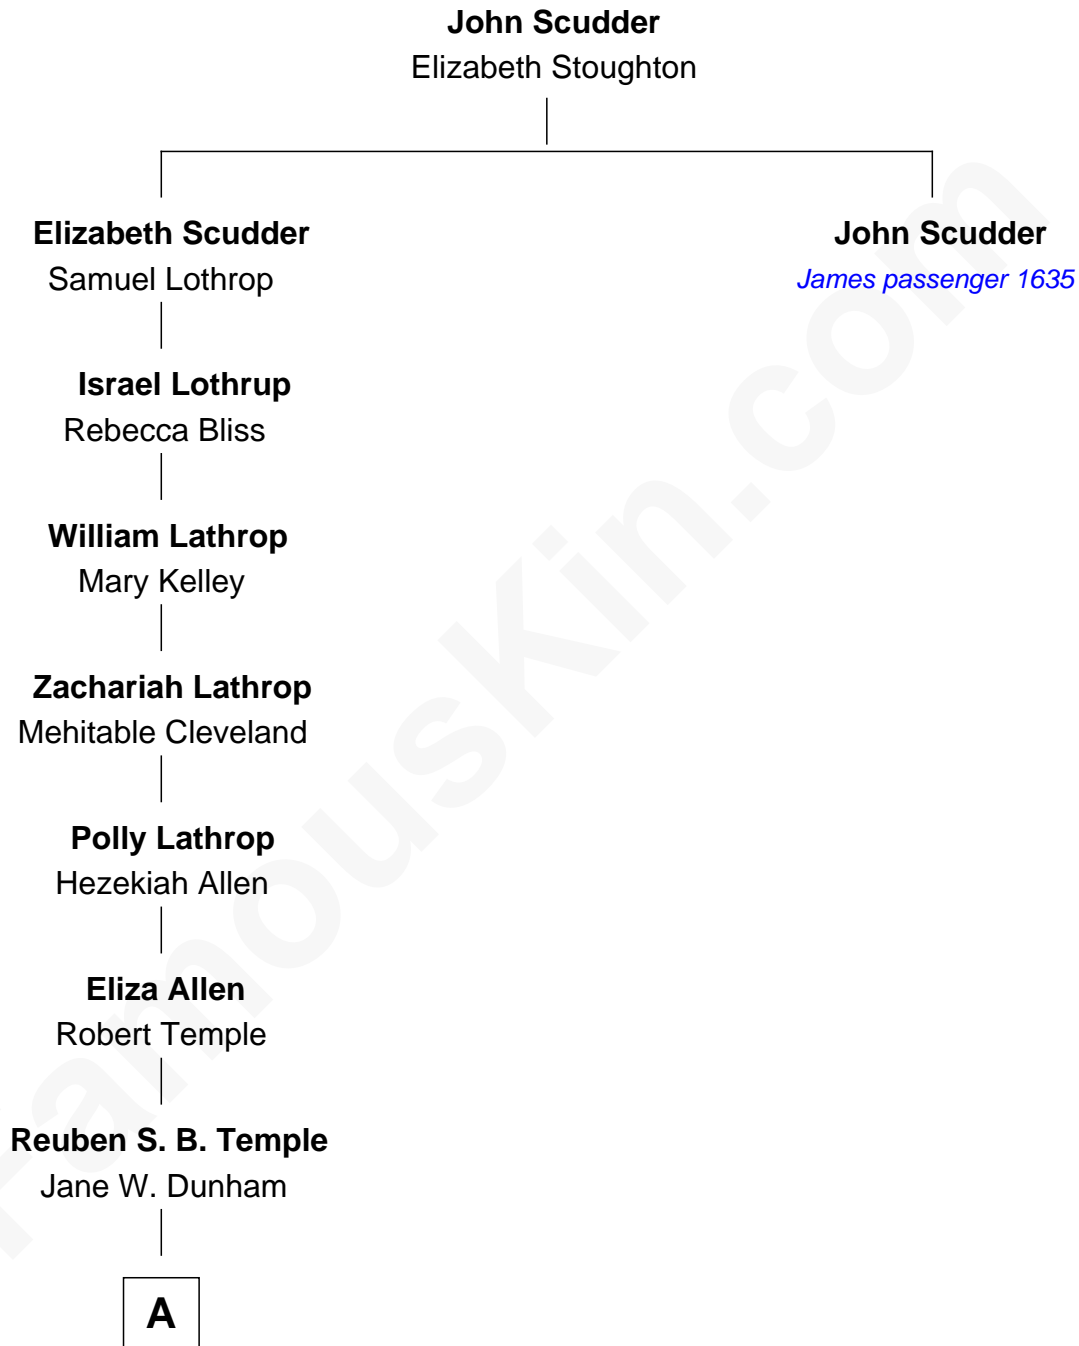 John Scudder
Elizabeth Stoughton
Elizabeth Scudder
Samuel Lothrop
John Scudder
James passenger 1635
Israel Lothrup
Rebecca Bliss
William Lathrop
Mary Kelley
Zachariah Lathrop
Mehitable Cleveland
Polly Lathrop
Hezekiah Allen
Eliza Allen
Robert Temple
Reuben S. B. Temple
Jane W. Dunham
A
FamousKin.com